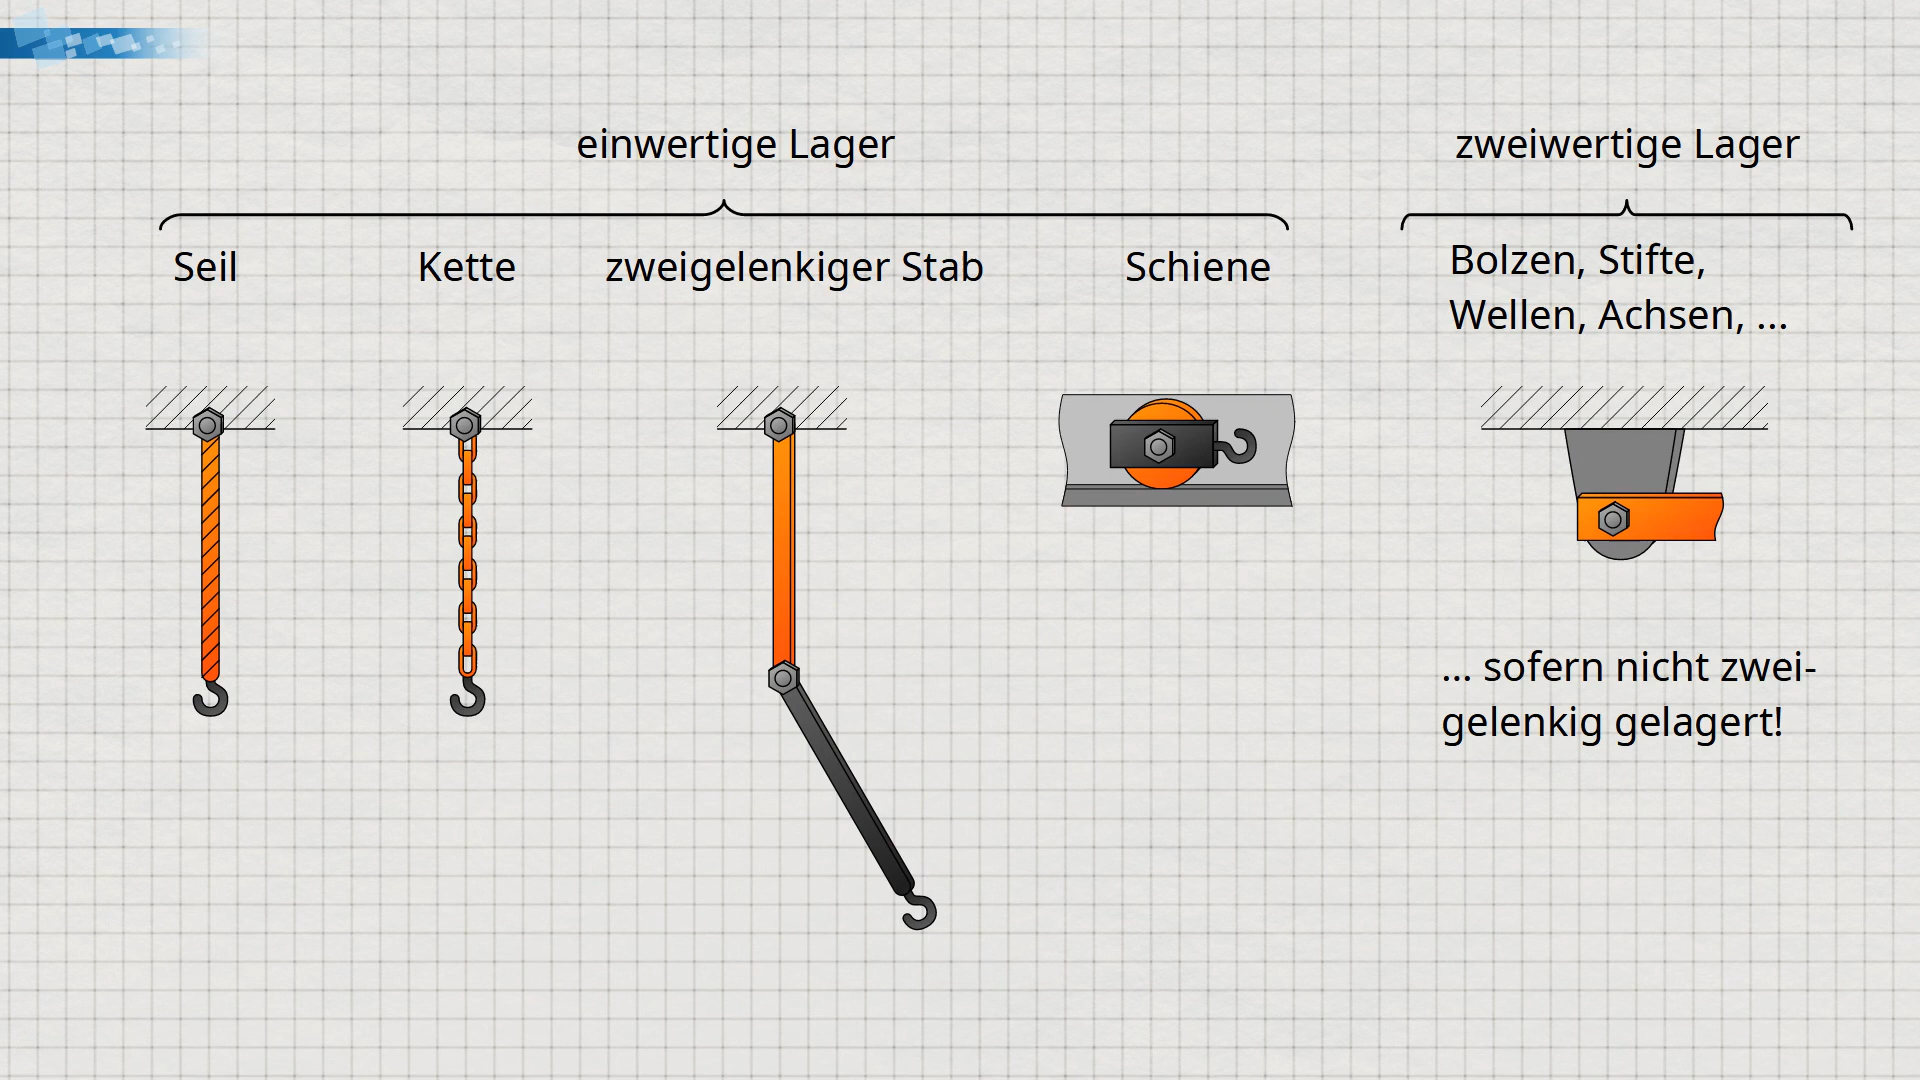 einwertige Lager
zweiwertige Lager
Seil
Kette
zweigelenkiger Stab
Schiene
Bolzen, Stifte,
Wellen, Achsen, ...
... sofern nicht zwei-
gelenkig gelagert!